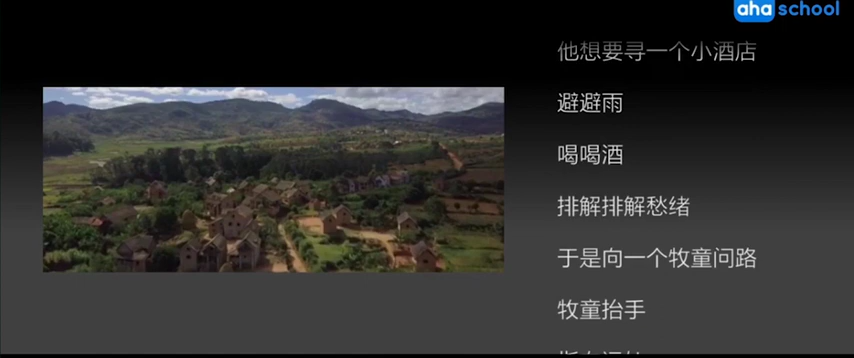 aha school
他想要寻一个小酒店
避避雨
喝喝酒
排解排解愁绪
于是向一个牧童问路
牧童抬手